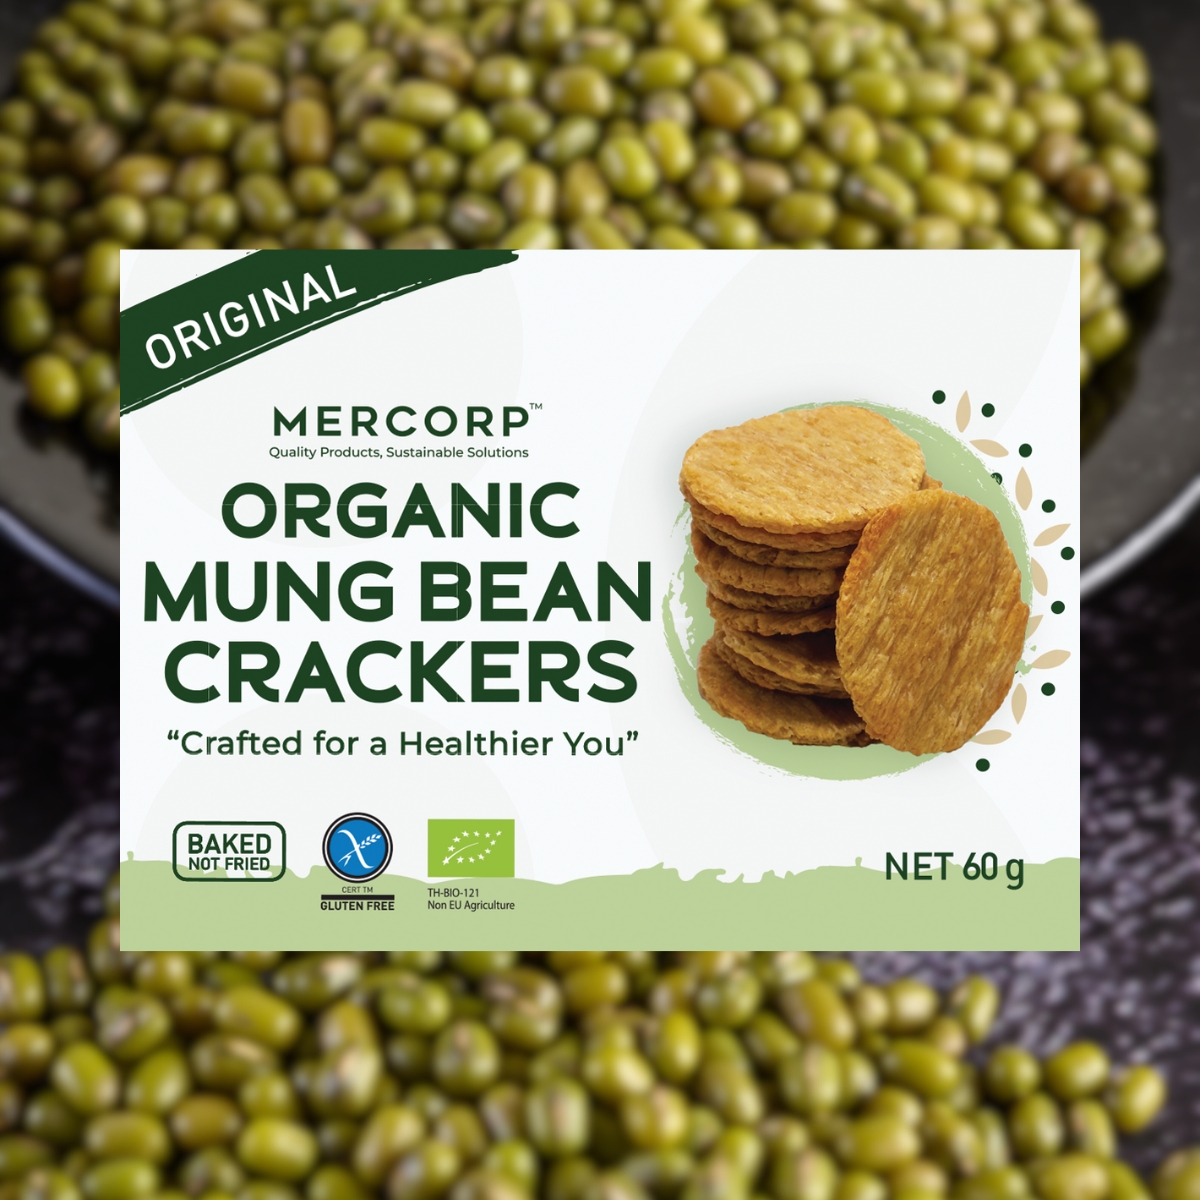 ORIGINAL
MERCORP™
Quality Products, Sustainable Solutions
ORGANIC
MUNG BEAN
CRACKERS
“Crafted for a Healthier You”
BAKED
NOT FRIED
CERT TM
GLUTEN FREE
TH-BIO-121
Non EU Agriculture
NET 60 g